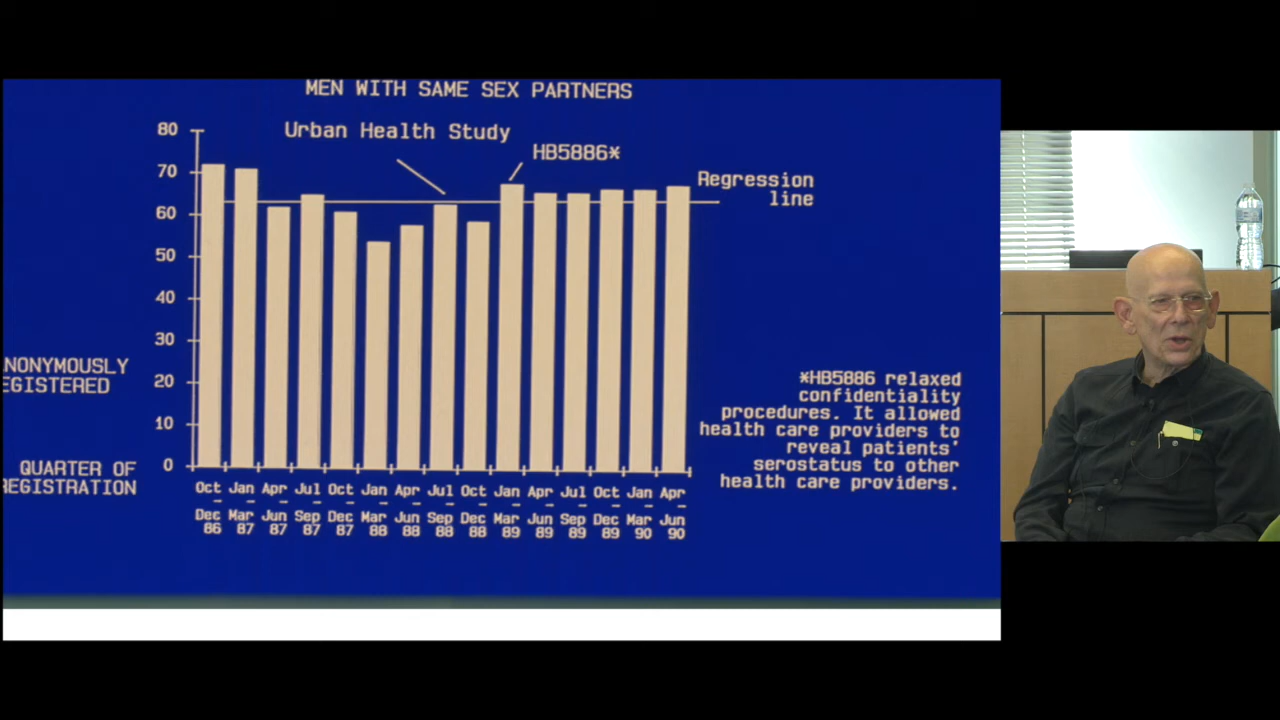 MEN WITH SAME SEX PARTNERS
Urban Health Study
HB5886*
Regression
line
80
70
60
50
40
30
20
10
0
NONYMOUSLY
EGISTERED
QUARTER OF
REGISTRATION
Oct Jan Apr Jul Oct Jan Apr Jul Oct Jan Apr Jul Oct Jan Apr
– – – – – – – – – – – – – – –
Dec Mar Jun Sep Dec Mar Jun Sep Dec Mar Jun Sep Dec Mar Jun
86 87 87 87 87 88 88 88 88 89 89 89 89 90 90
*HB5886 relaxed
confidentiality
procedures. It allowed
health care providers to
reveal patients'
serostatus to other
health care providers.